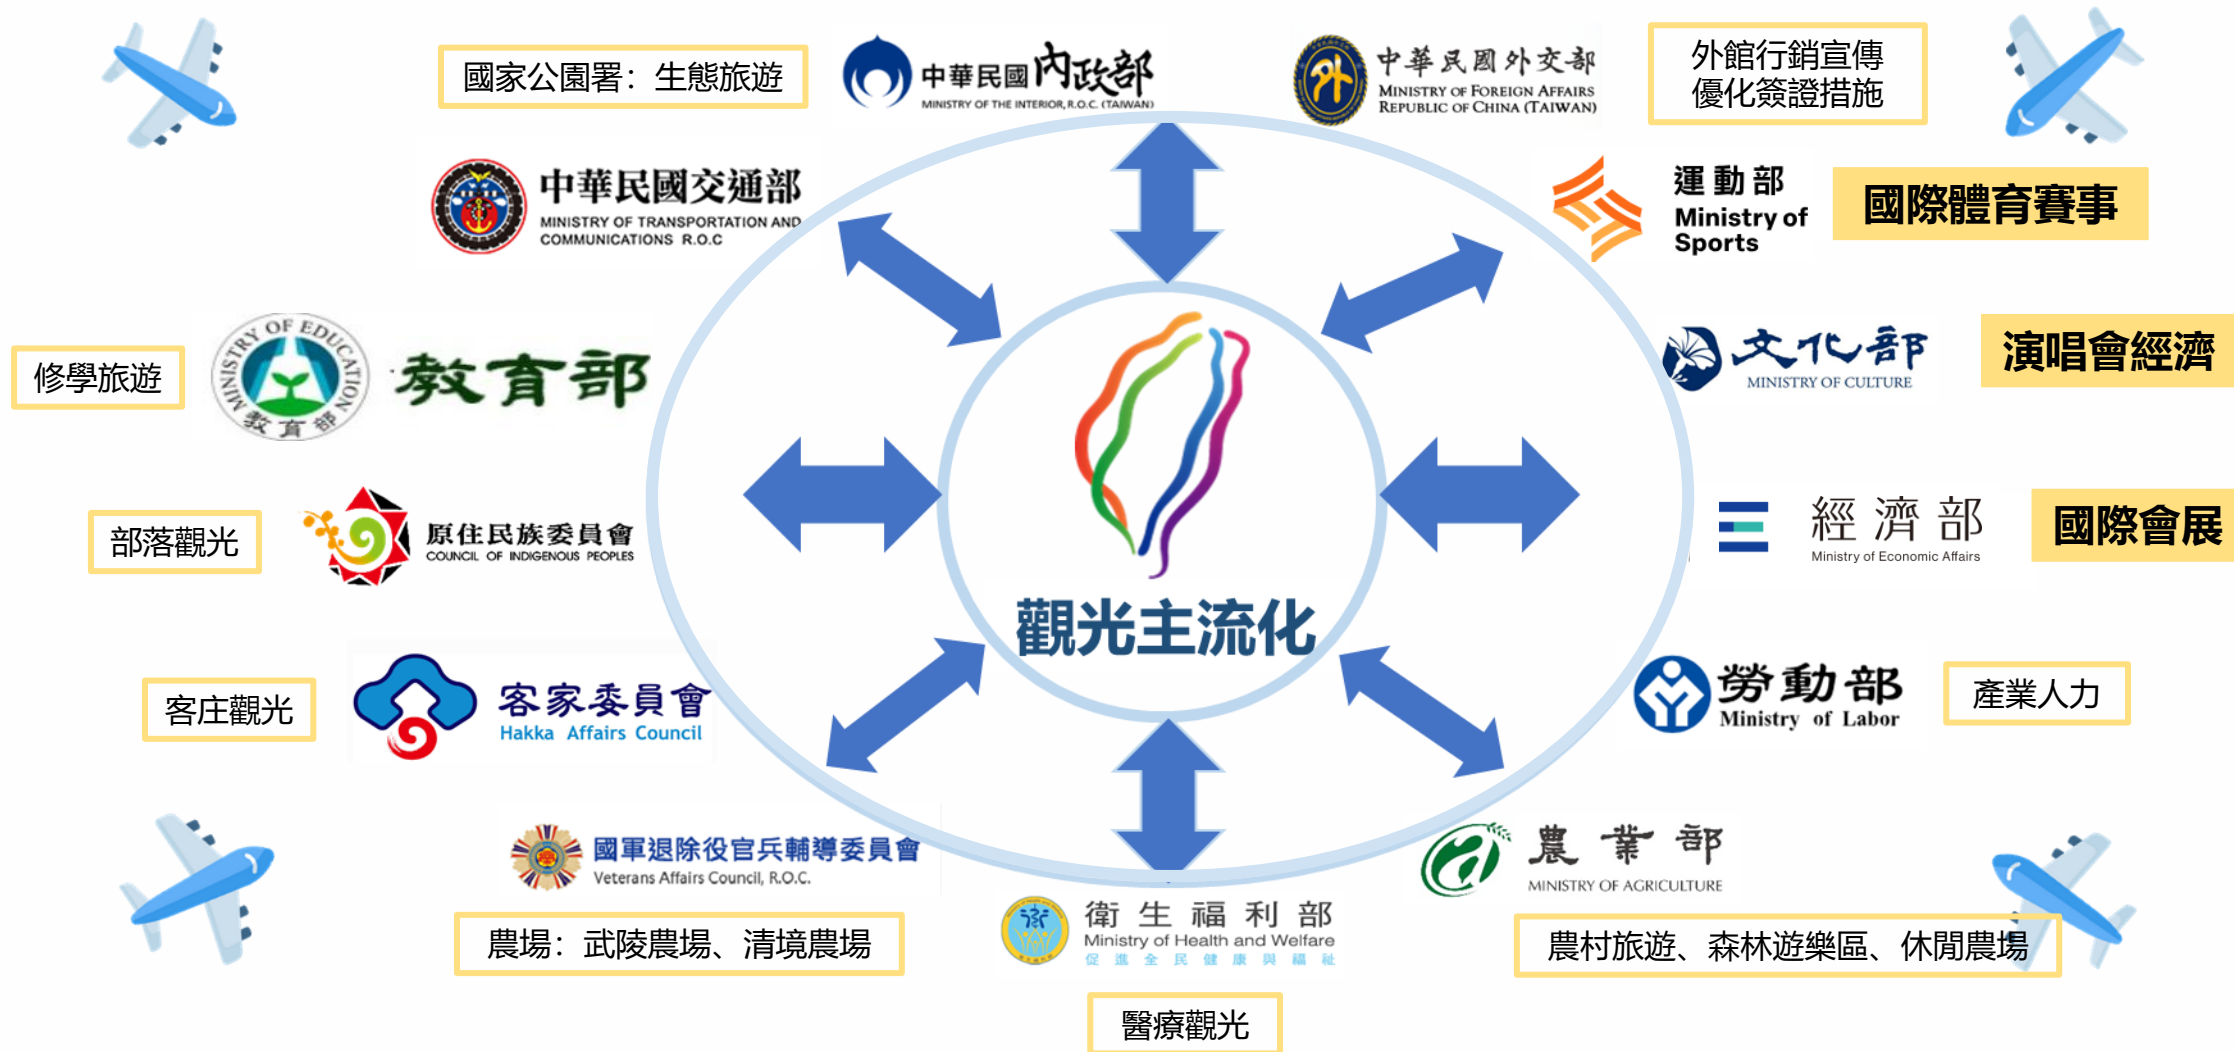 國家公園署：生態旅遊
中華民國內政部
MINISTRY OF THE INTERIOR, R.O.C. (TAIWAN)
中華民國外交部
MINISTRY OF FOREIGN AFFAIRS
REPUBLIC OF CHINA (TAIWAN)
外
外館行銷宣傳
優化簽證措施
中華民國交通部
MINISTRY OF TRANSPORTATION AND
COMMUNICATIONS R.O.C
運動部
Ministry of
Sports
國際體育賽事
修學旅遊
MINISTRY OF EDUCATION
教育部
教育部
文化部
MINISTRY OF CULTURE
演唱會經濟
部落觀光
原住民族委員會
COUNCIL OF INDIGENOUS PEOPLES
經濟部
Ministry of Economic Affairs
國際會展
觀光主流化
客庄觀光
客家委員會
Hakka Affairs Council
勞動部
Ministry of Labor
產業人力
國軍退除役官兵輔導委員會
Veterans Affairs Council, R.O.C.
農場：武陵農場、清境農場
衛生福利部
Ministry of Health and Welfare
促進全民健康與福祉
醫療觀光
農業部
MINISTRY OF AGRICULTURE
農村旅遊、森林遊樂區、休閒農場